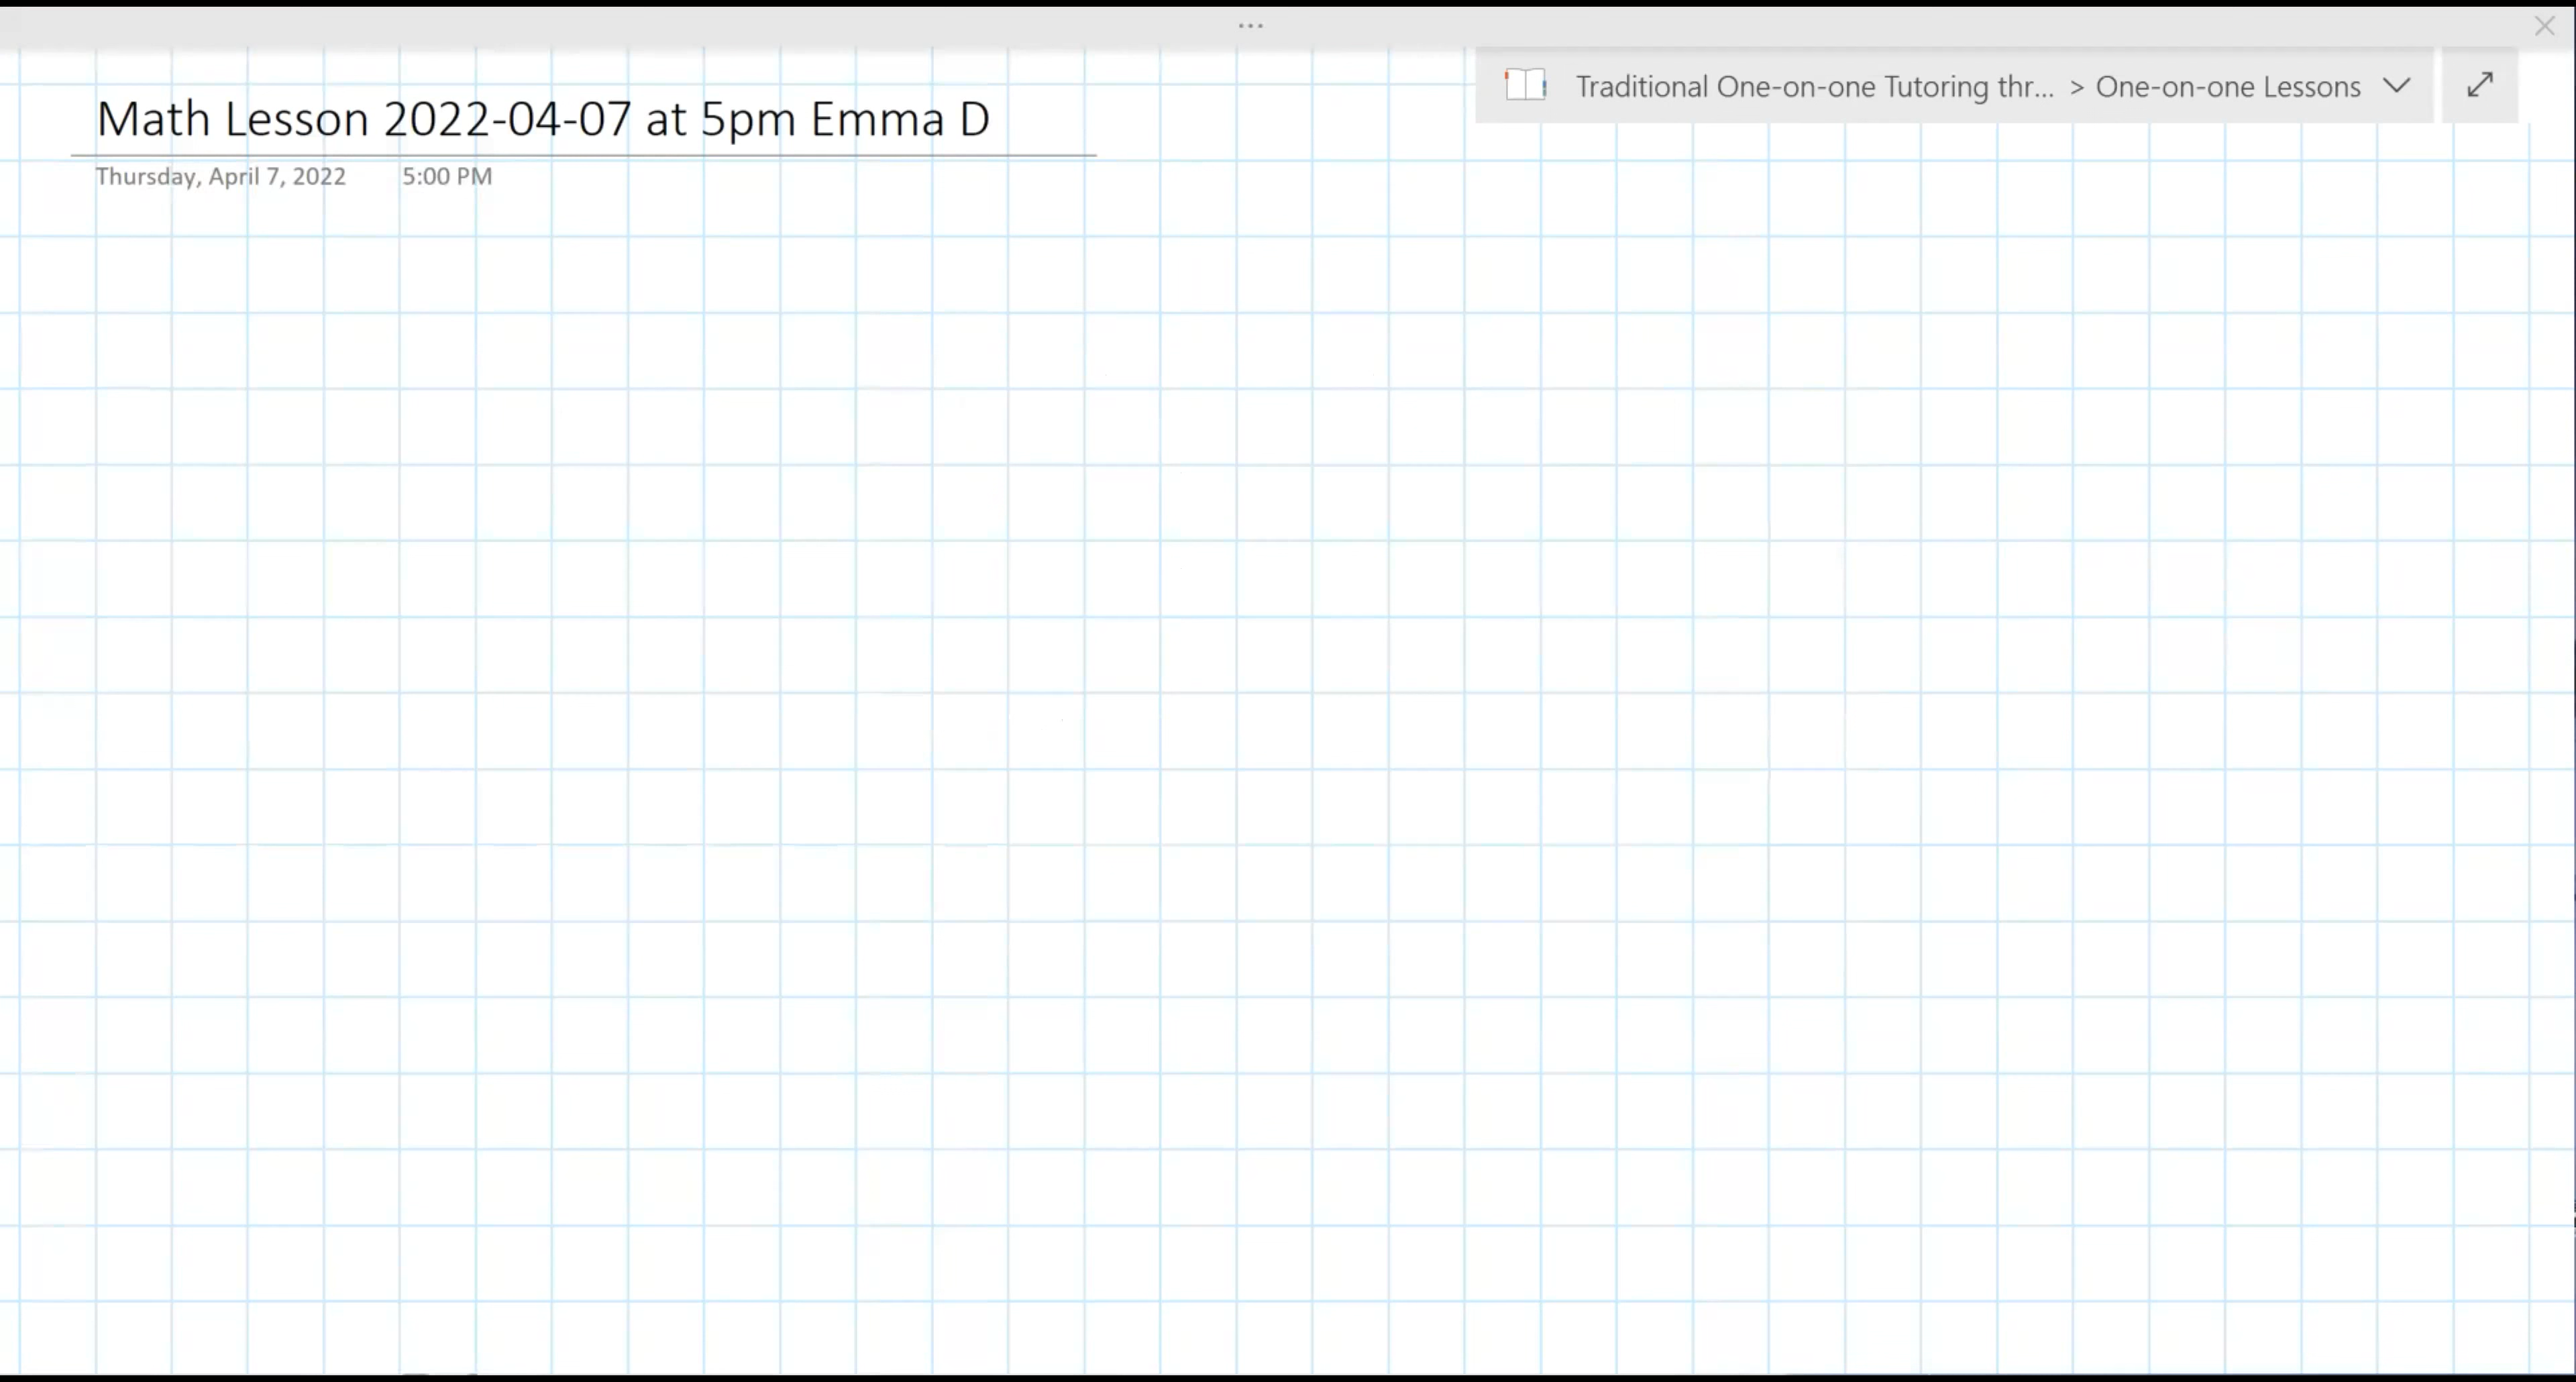 Math Lesson 2022-04-07 at 5pm Emma D
Thursday, April 7, 2022 5:00 PM
Traditional One-on-one Tutoring thr... > One-on-one Lessons